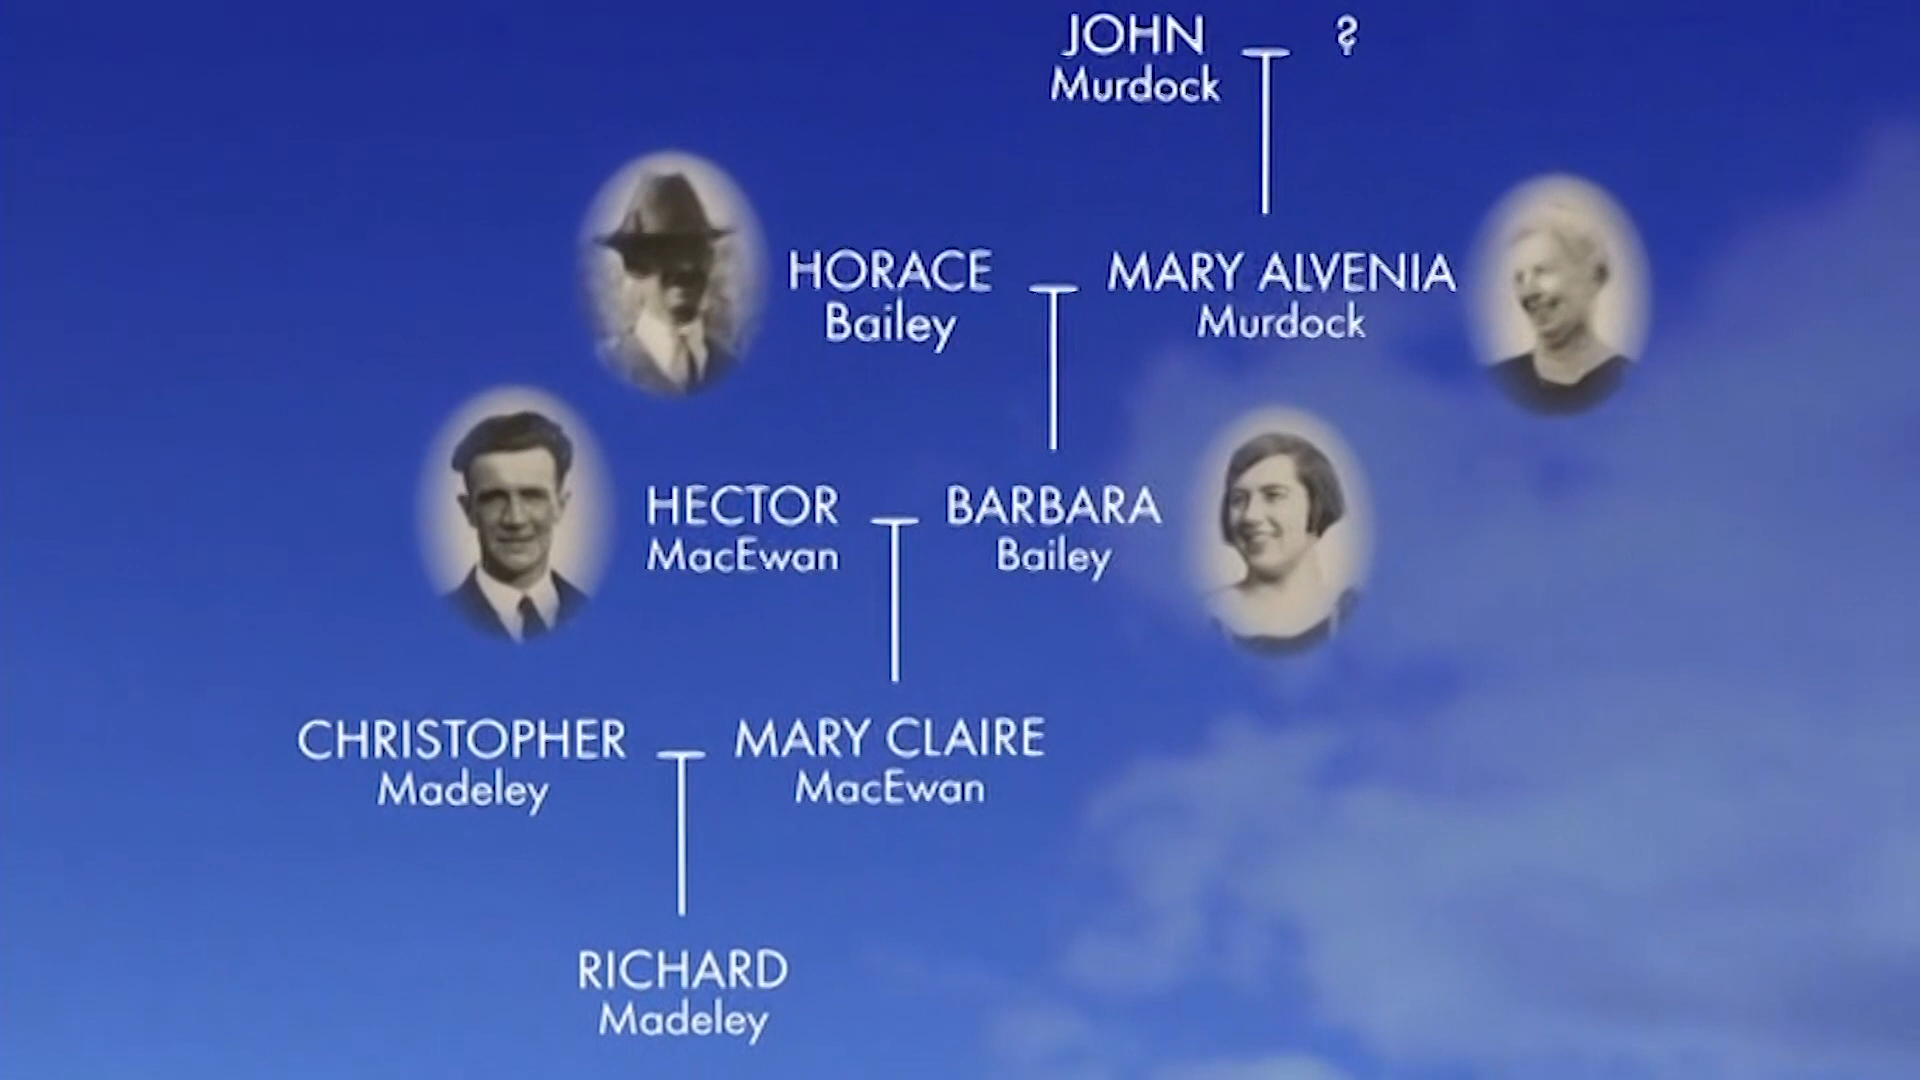 JOHN
Murdock
?
HORACE
Bailey
MARY ALVENIA
Murdock
HECTOR
MacEwan
BARBARA
Bailey
CHRISTOPHER
Madeley
MARY CLAIRE
MacEwan
RICHARD
Madeley